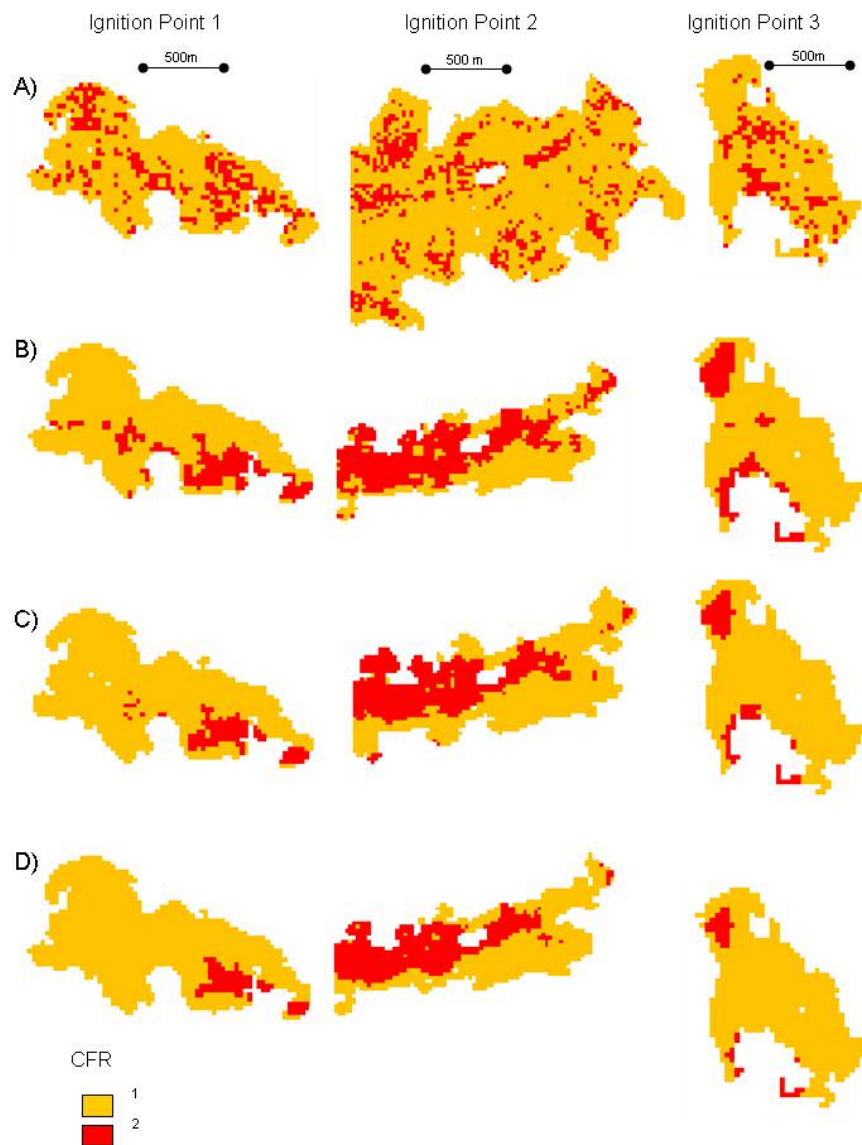 Ignition Point 1
Ignition Point 2
Ignition Point 3
500m
500 m
500m
A)
B)
C)
D)
CFR
1
2